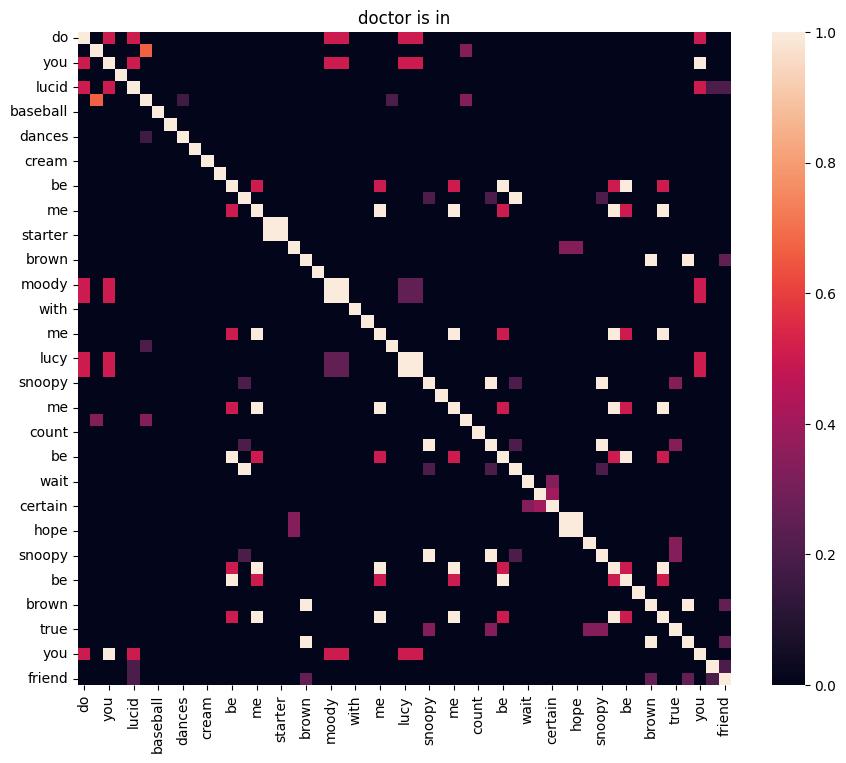 doctor is in
do
you
lucid
baseball
dances
cream
be
me
starter
brown
moody
with
me
lucy
snoopy
me
count
be
wait
certain
hope
snoopy
be
brown
true
you
friend
1.0
0.8
0.6
0.4
0.2
0.0
do you lucid baseball dances cream be me starter brown moody with me lucy snoopy me count be wait certain hope snoopy be brown true you friend